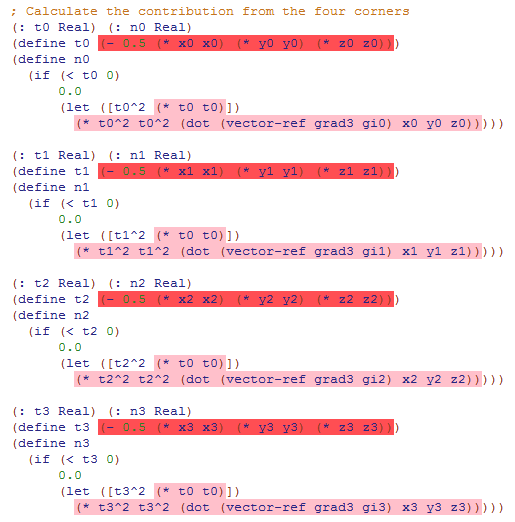 ; Calculate the contribution from the four corners
(: t0 Real) (: n0 Real)
(define t0 (- 0.5 (* x0 x0) (* y0 y0) (* z0 z0)))
(define n0
  (if (< t0 0)
      0.0
      (let ([t0^2 (* t0 t0)])
        (* t0^2 t0^2 (dot (vector-ref grad3 gi0) x0 y0 z0)))))
(: t1 Real) (: n1 Real)
(define t1 (- 0.5 (* x1 x1) (* y1 y1) (* z1 z1)))
(define n1
  (if (< t1 0)
      0.0
      (let ([t1^2 (* t0 t0)])
        (* t1^2 t1^2 (dot (vector-ref grad3 gi1) x1 y1 z1)))))
(: t2 Real) (: n2 Real)
(define t2 (- 0.5 (* x2 x2) (* y2 y2) (* z2 z2)))
(define n2
  (if (< t2 0)
      0.0
      (let ([t2^2 (* t0 t0)])
        (* t2^2 t2^2 (dot (vector-ref grad3 gi2) x2 y2 z2)))))
(: t3 Real) (: n3 Real)
(define t3 (- 0.5 (* x3 x3) (* y3 y3) (* z3 z3)))
(define n3
  (if (< t3 0)
      0.0
      (let ([t3^2 (* t0 t0)])
        (* t3^2 t3^2 (dot (vector-ref grad3 gi3) x3 y3 z3)))))